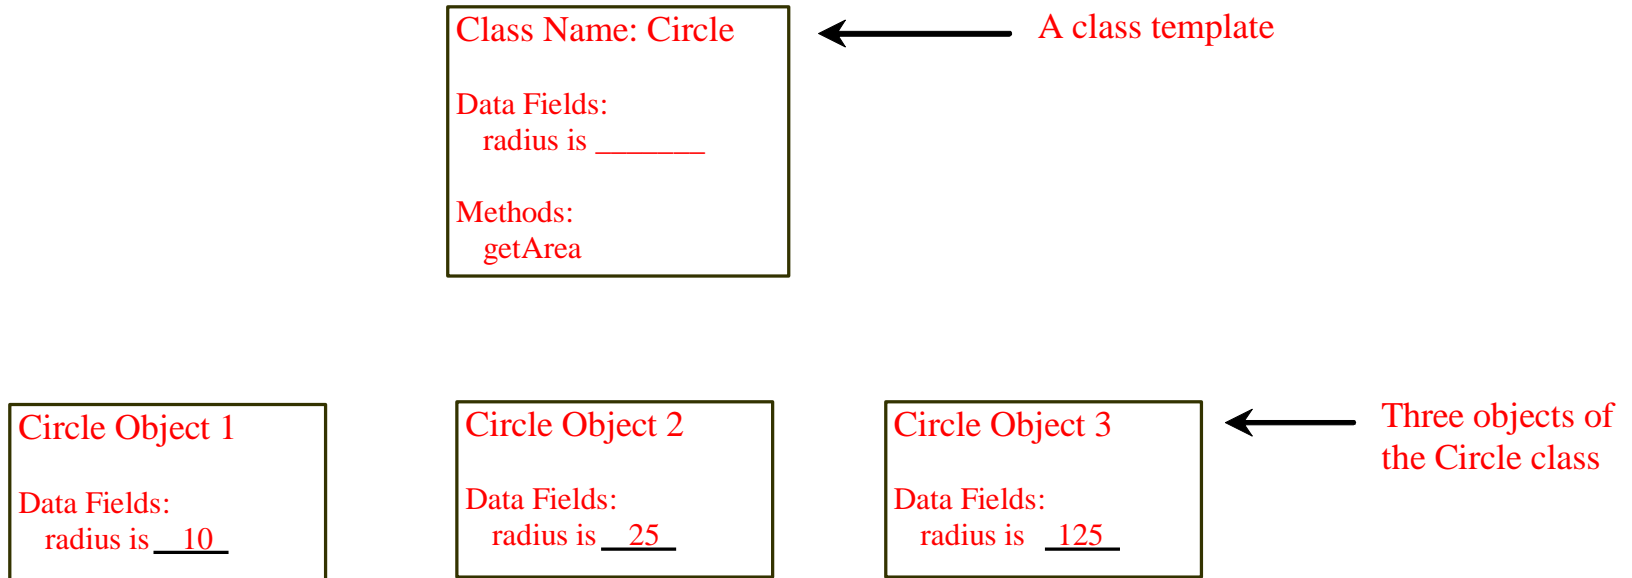 Class Name: Circle
A class template
Data Fields:
radius is _______
Methods:
getArea
Circle Object 1
Data Fields:
radius is 10
Circle Object 2
Data Fields:
radius is 25
Circle Object 3
Data Fields:
radius is 125
Three objects of
the Circle class